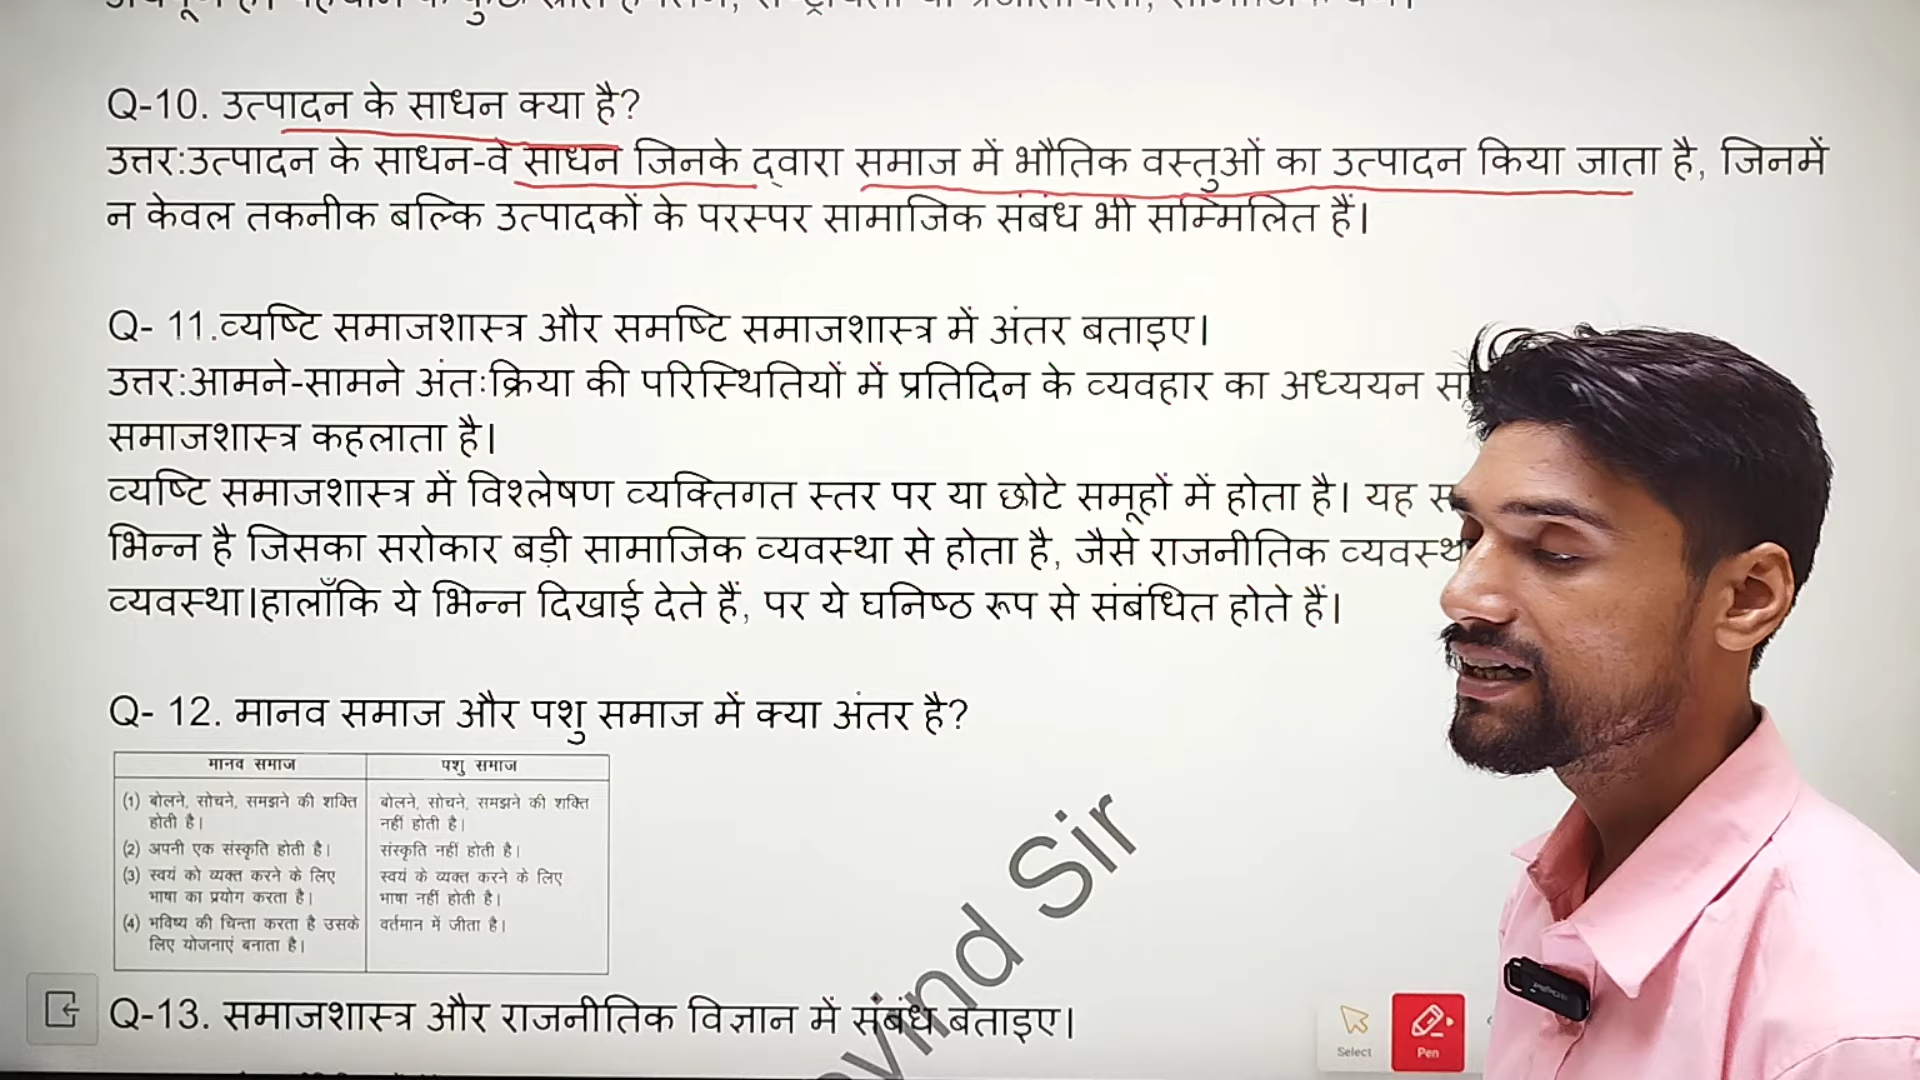 Q-10. उत्पादन के साधन क्या है?
उत्तर:उत्पादन के साधन-वे साधन जिनके द्वारा समाज में भौतिक वस्तुओं का उत्पादन किया जाता है, जिनमें
न केवल तकनीक बल्कि उत्पादकों के परस्पर सामाजिक संबंध भी सम्मिलित हैं।
Q- 11.व्यष्टि समाजशास्त्र और समष्टि समाजशास्त्र में अंतर बताइए।
उत्तर:आमने-सामने अंतःक्रिया की परिस्थितियों में प्रतिदिन के व्यवहार का अध्ययन
समाजशास्त्र कहलाता है।
व्यष्टि समाजशास्त्र में विश्लेषण व्यक्तिगत स्तर पर या छोटे समूहों में होता है। यह
भिन्न है जिसका सरोकार बड़ी सामाजिक व्यवस्था से होता है, जैसे राजनीतिक
व्यवस्था।हालाँकि ये भिन्न दिखाई देते हैं, पर ये घनिष्ठ रूप से संबंधित होते हैं।
Q- 12. मानव समाज और पशु समाज में क्या अंतर है?
मानव समाज पशु समाज
(1) बोलने, सोचने, समझने की शक्ति बोलने, सोचने, समझने की शक्ति
होती है। नहीं होती है।
(2) अपनी एक संस्कृति होती है। संस्कृति नहीं होती है।
(3) स्वयं को व्यक्त करने के लिए स्वयं के व्यक्त करने के लिए
भाषा का प्रयोग करता है। भाषा नहीं होती है।
(4) भविष्य की चिन्ता करता है उसके वर्तमान में जीता है।
लिए योजनाएं बनाता है।
Q-13. समाजशास्त्र और राजनीतिक विज्ञान में संबंध बताइए।
Sir
Select
Pen